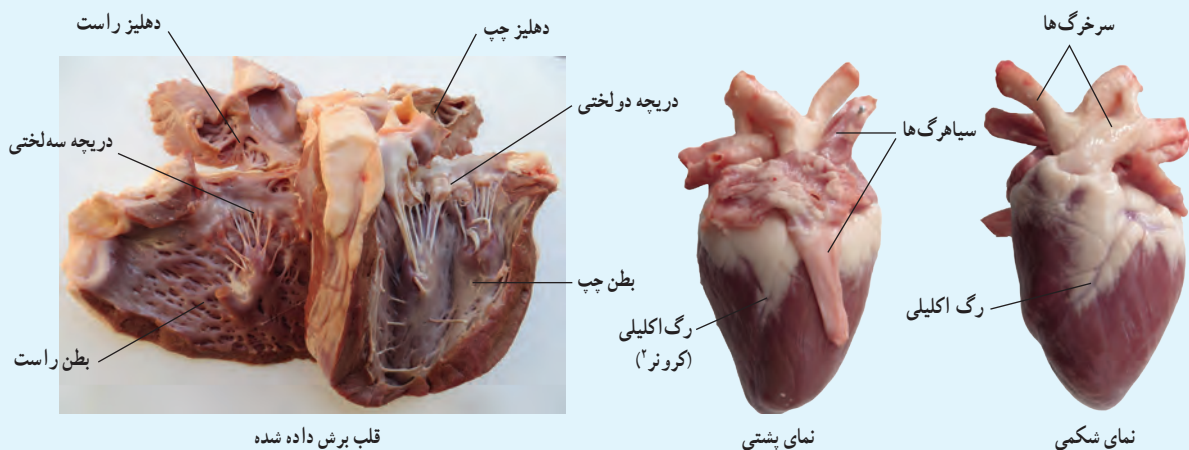 سرخرگ‌ها
رگ اکلیلی
نمای شکمی
سیاهرگ‌ها
رگ اکلیلی
(کرونر۲)
نمای پشتی
دهلیز راست
دهلیز چپ
دریچه دولختی
دریچه سه‌لختی
بطن چپ
بطن راست
قلب برش داده شده